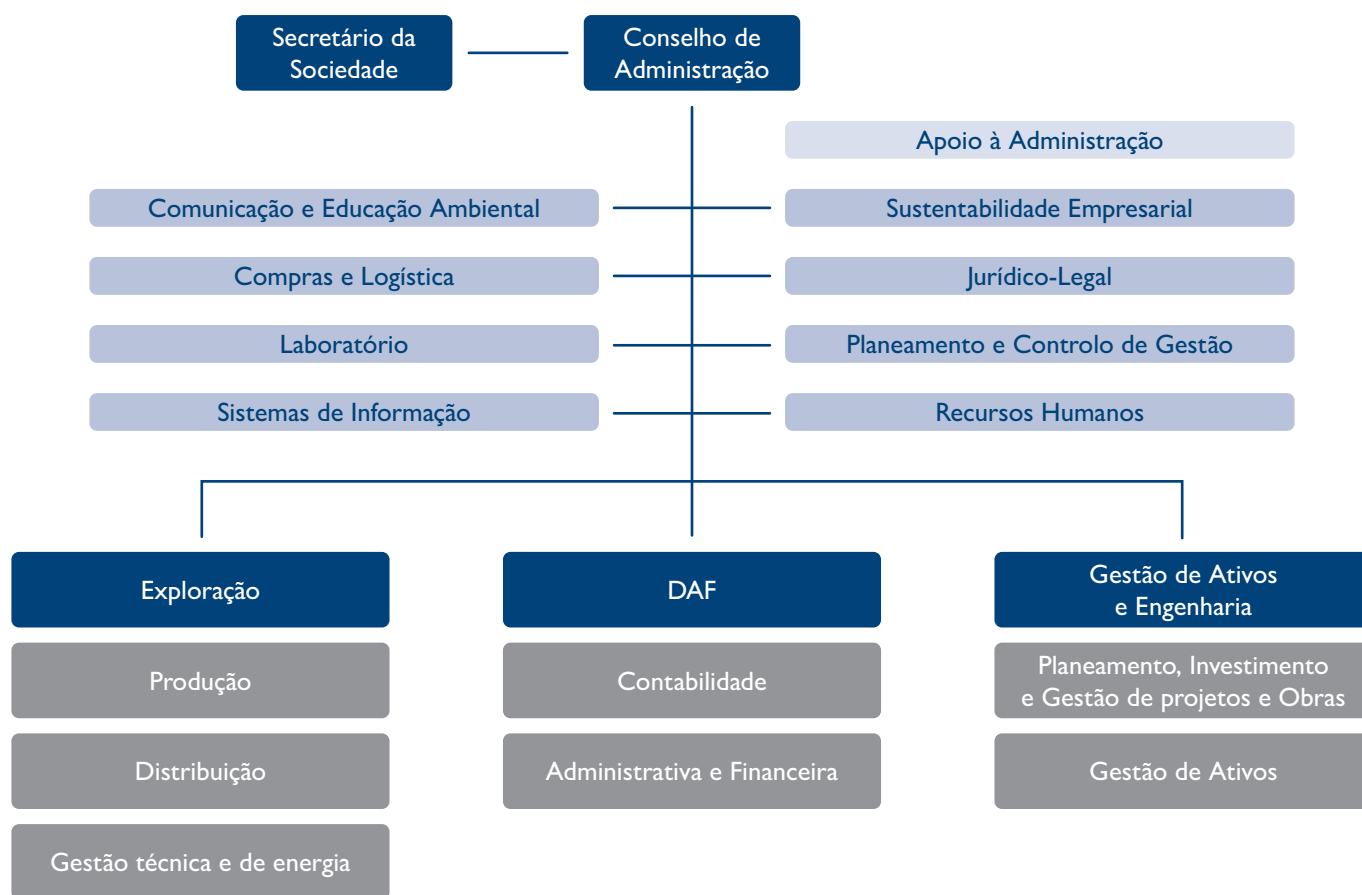 Secretário da
Sociedade
Conselho de
Administração
Apoio à Administração
Comunicação e Educação Ambiental
Sustentabilidade Empresarial
Compras e Logística
Jurídico-Legal
Laboratório
Planeamento e Controlo de Gestão
Sistemas de Informação
Recursos Humanos
Exploração
DAF
Gestão de Ativos
e Engenharia
Produção
Contabilidade
Planeamento, Investimento
e Gestão de projetos e Obras
Distribuição
Administrativa e Financeira
Gestão de Ativos
Gestão técnica e de energia